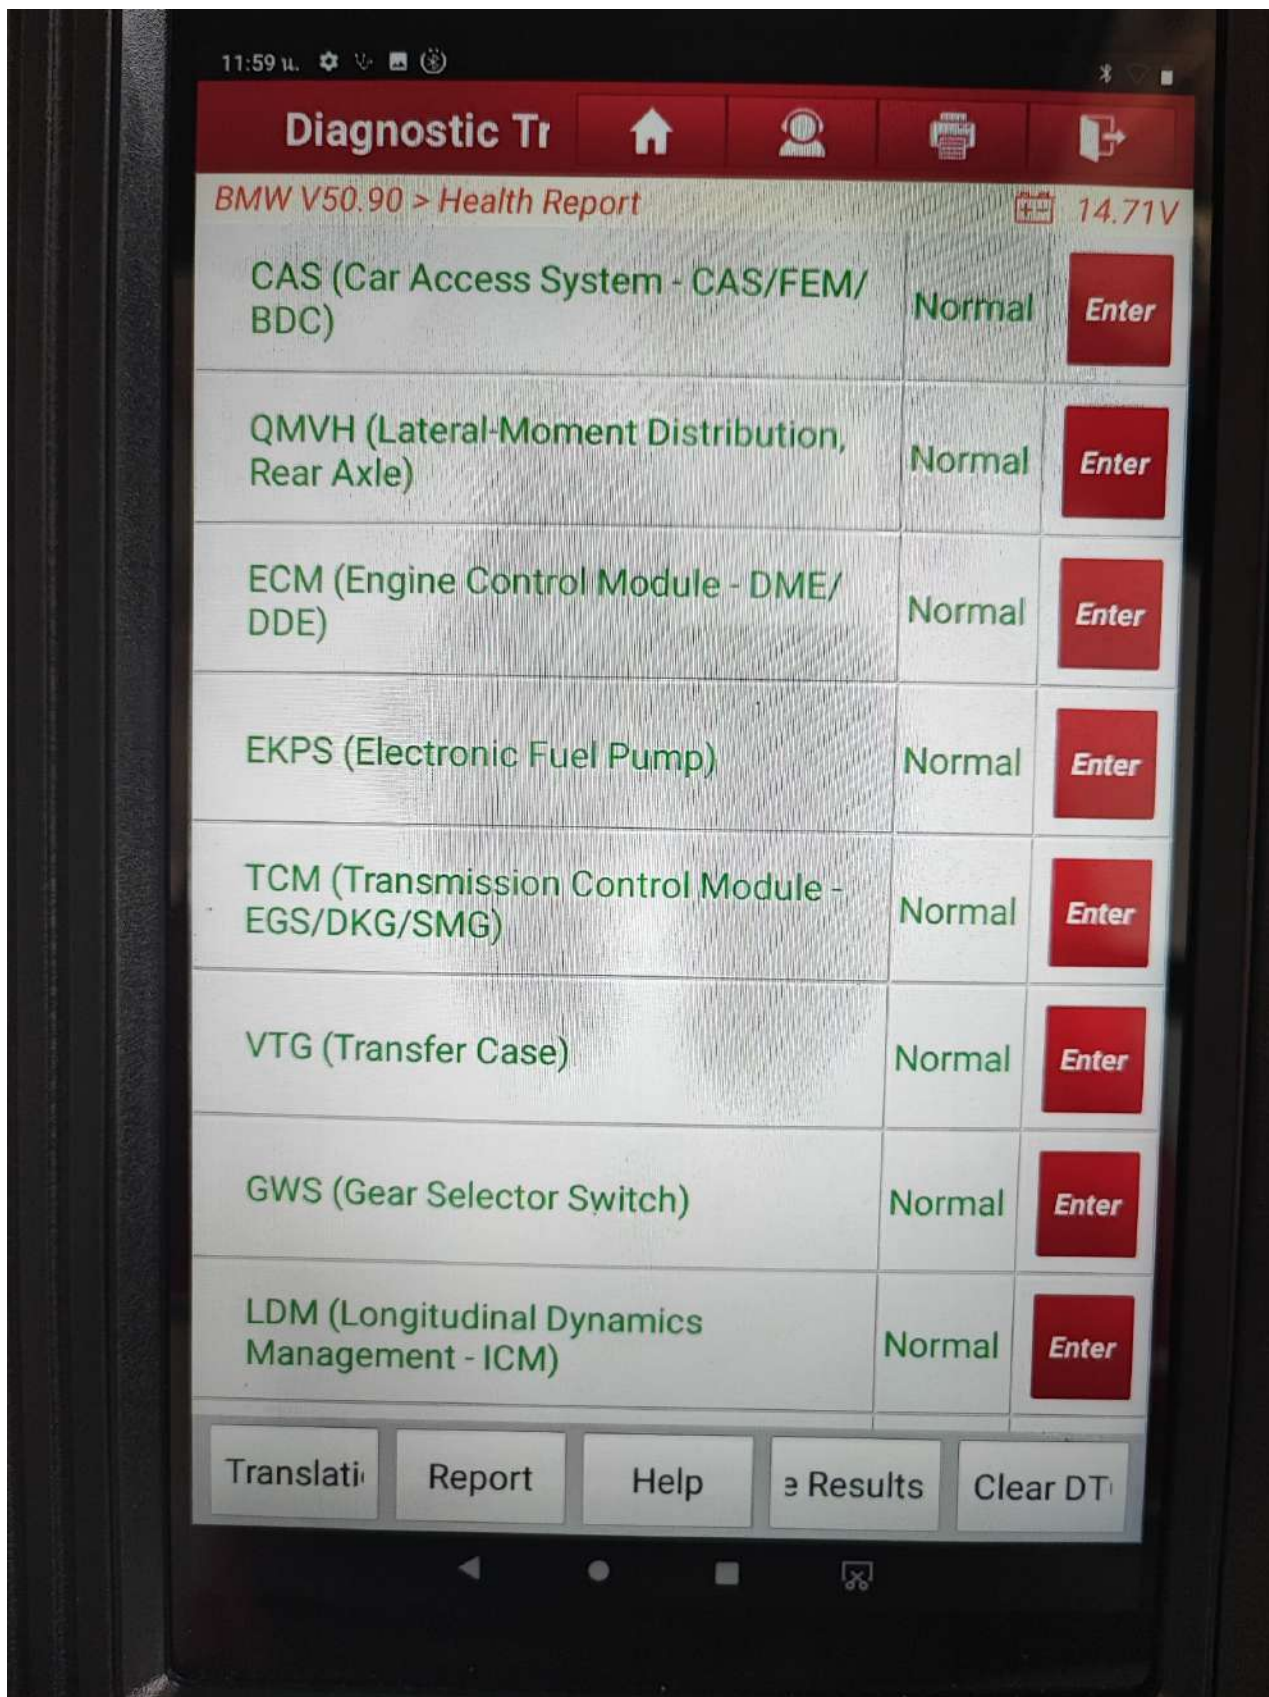 11:59 น.
Diagnostic Tr
BMW V50.90 > Health Report
14.71V
CAS (Car Access System - CAS/FEM/
BDC)
Normal
Enter
QMVH (Lateral-Moment Distribution,
Rear Axle)
Normal
Enter
ECM (Engine Control Module - DME/
DDE)
Normal
Enter
EKPS (Electronic Fuel Pump)
Normal
Enter
TCM (Transmission Control Module -
EGS/DKG/SMG)
Normal
Enter
VTG (Transfer Case)
Normal
Enter
GWS (Gear Selector Switch)
Normal
Enter
LDM (Longitudinal Dynamics
Management - ICM)
Normal
Enter
Translati
Report
Help
e Results
Clear DT